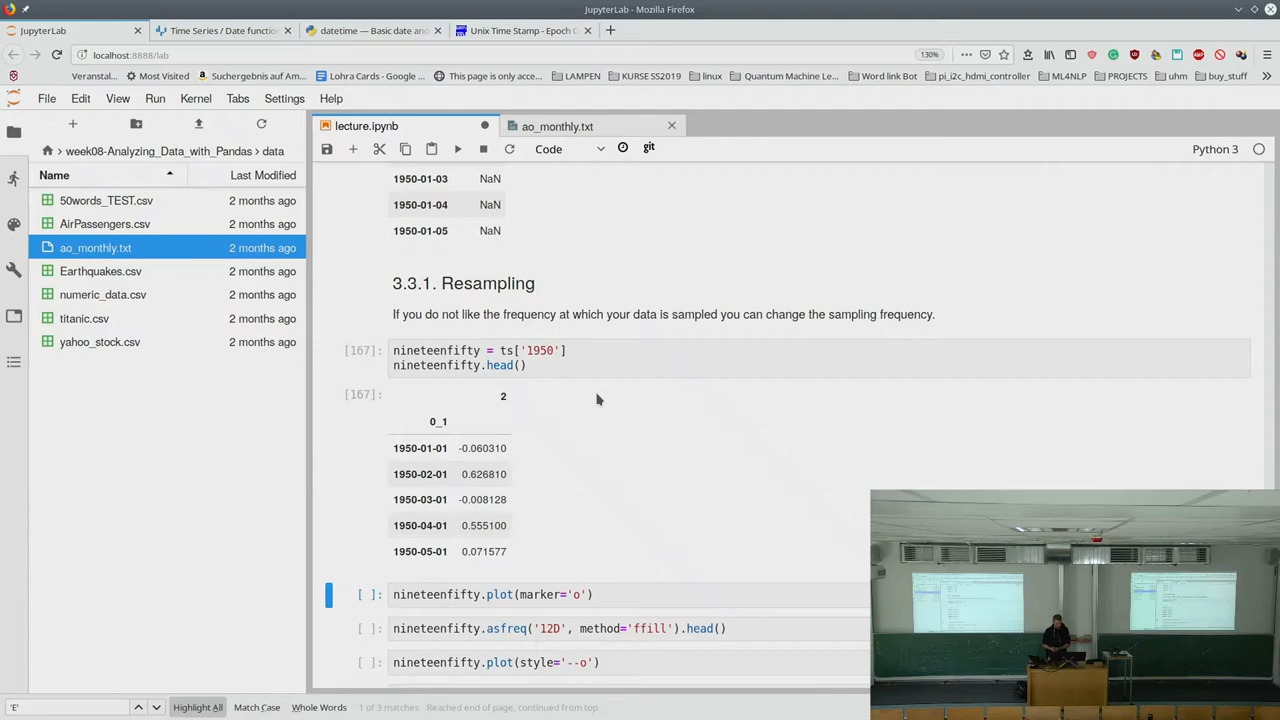 JupyterLab - Mozilla Firefox
JupyterLab
Time Series / Date functio
datetime — Basic date and
Unix Time Stamp - Epoch C
localhost:8888/lab
130%
Veranstal...
Most Visited
Suchergebnis auf Am...
Lohra Cards - Google ...
This page is only acce...
LAMPEN
KURSE SS2019
linux
Quantum Machine Le...
Word link Bot
pi_i2c_hdmi_controller
ML4NLP
PROJECTS
uhm
buy_stuff
File Edit View Run Kernel Tabs Settings Help
lecture.ipynb
ao_monthly.txt
Code
git
Python 3
week08-Analyzing_Data_with_Pandas / data
Name Last Modified
50words_TEST.csv 2 months ago
AirPassengers.csv 2 months ago
ao_monthly.txt 2 months ago
Earthquakes.csv 2 months ago
numeric_data.csv 2 months ago
titanic.csv 2 months ago
yahoo_stock.csv 2 months ago
1950-01-03 NaN
1950-01-04 NaN
1950-01-05 NaN
3.3.1. Resampling
If you do not like the frequency at which your data is sampled you can change the sampling frequency.
[167]: nineteenfifty = ts['1950']
nineteenfifty.head()
[167]: 2
0_1
1950-01-01 -0.060310
1950-02-01 0.626810
1950-03-01 -0.008128
1950-04-01 0.555100
1950-05-01 0.071577
[ ]: nineteenfifty.plot(marker='o')
[ ]: nineteenfifty.asfreq('12D', method='ffill').head()
[ ]: nineteenfifty.plot(style='--o')
'E'
Highlight All
Match Case
Whole Words
1 of 3 matches
Reached end of page, continued from top